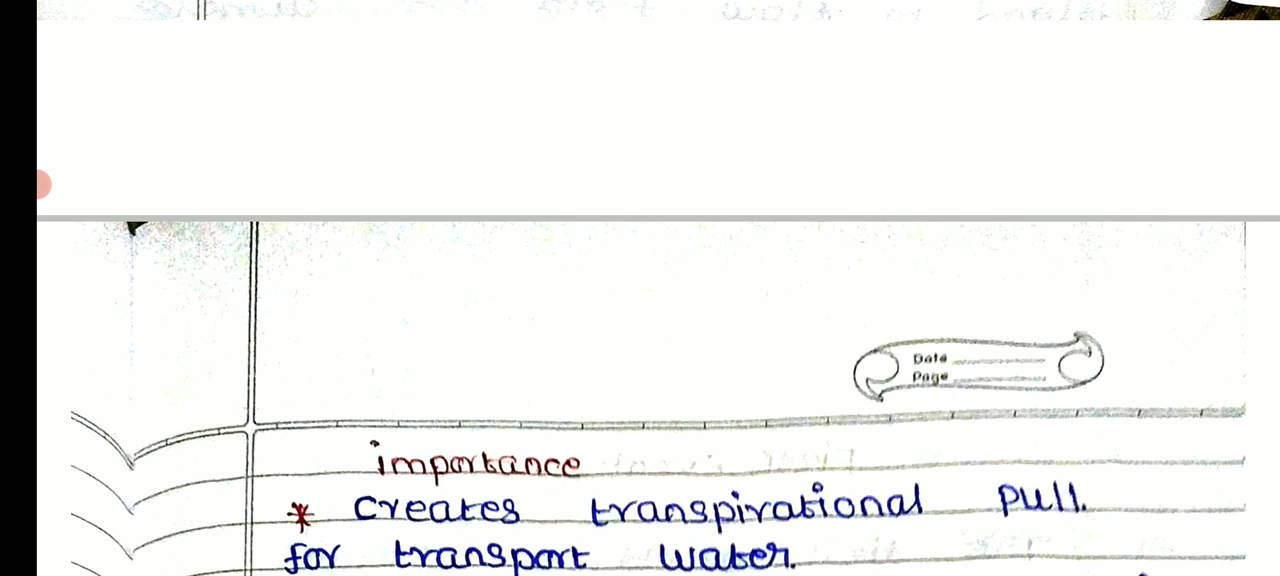 Date
Page
importance
* creates transpirational pull.
for transport water.